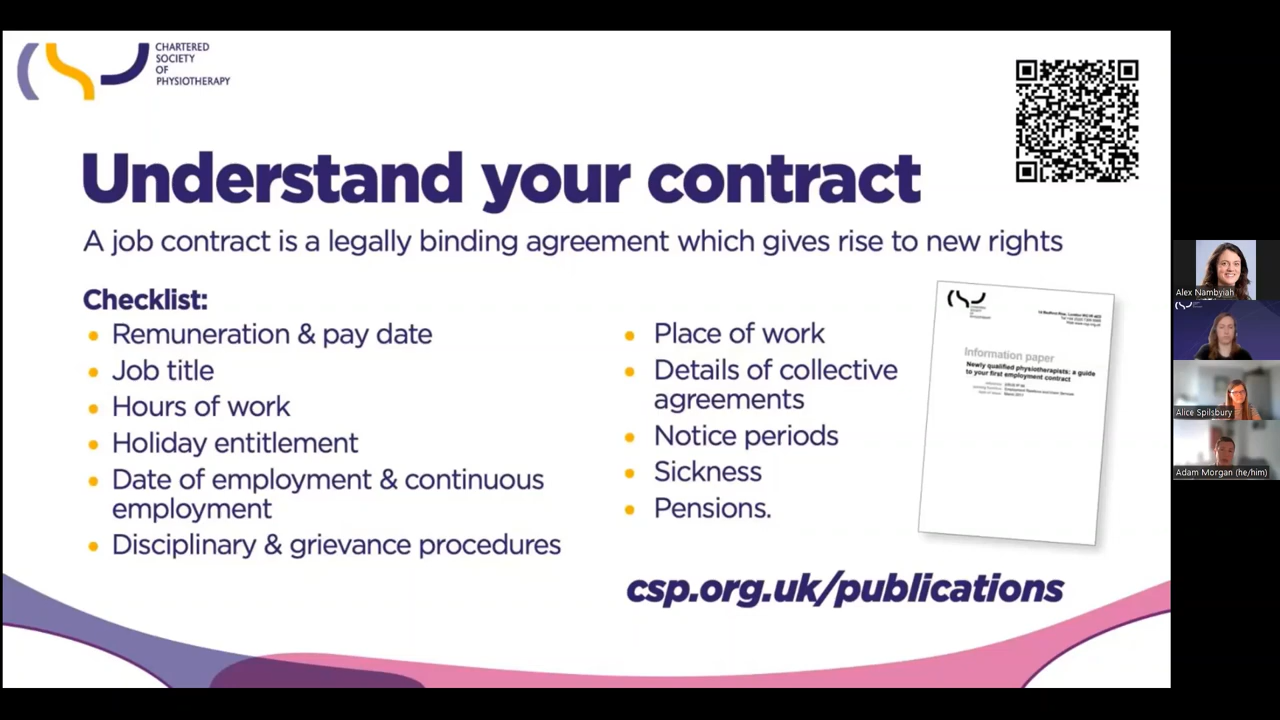 CHARTERED
SOCIETY
OF
PHYSIOTHERAPY
Understand your contract
A job contract is a legally binding agreement which gives rise to new rights
Checklist:
Remuneration & pay date
Job title
Hours of work
Holiday entitlement
Date of employment & continuous
employment
Disciplinary & grievance procedures
Place of work
Details of collective
agreements
Notice periods
Sickness
Pensions.
Information paper
Newly qualified physiotherapists: a guide
to your first employment contract
csp.org.uk/publications
Alex Nambyiah
Alice Spilsbury
Adam Morgan (he/him)